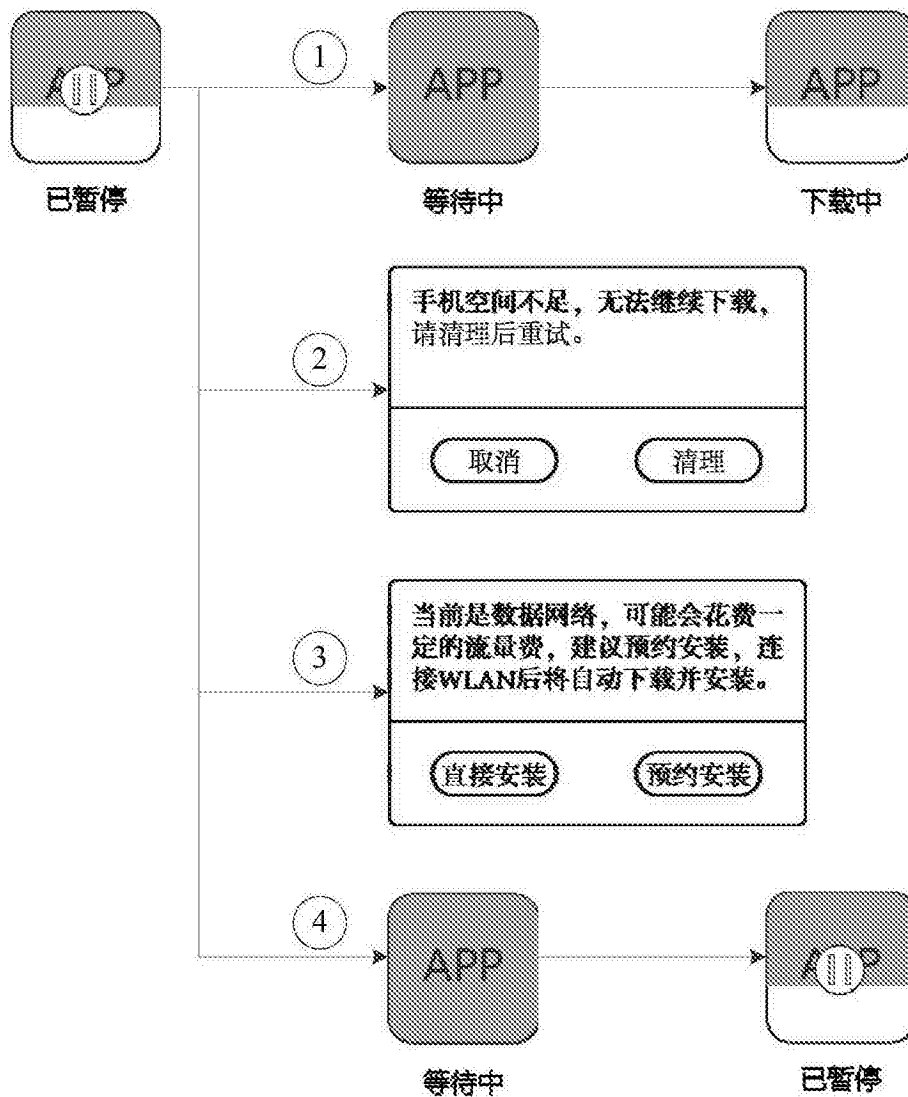 APP
已暂停
①
APP
等待中
APP
下载中
②
手机空间不足，无法继续下载，
请清理后重试。
取消
清理
③
当前是数据网络，可能会花费一
定的流量费，建议预约安装，连
接WLAN后将自动下载并安装。
直接安装
预约安装
④
APP
等待中
APP
已暂停